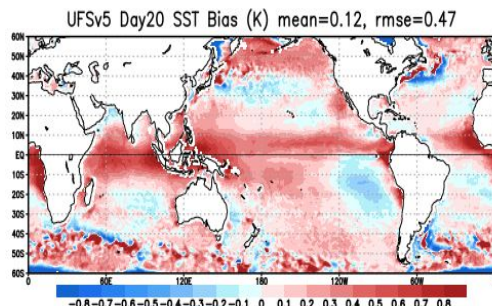 UFSv5 Day20 SST Bias (K) mean=0.12, rmse=0.47
60N
50N
40N
30N
20N
10N
EQ
10S
20S
30S
40S
50S
60S
0 60E 120E 180 120W 60W 0
-0.8 -0.7 -0.6 -0.5 -0.4 -0.3 -0.2 -0.1 0 0.1 0.2 0.3 0.4 0.5 0.6 0.7 0.8